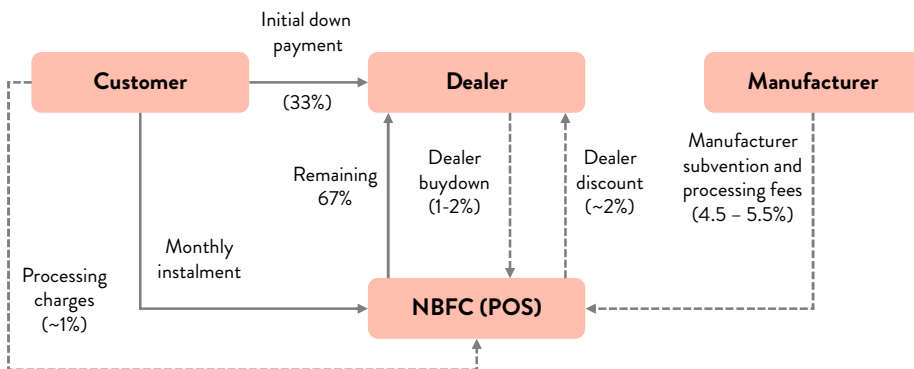 Initial down
payment
Customer
Dealer
Manufacturer
(33%)
Remaining
67%
Dealer
buydown
(1-2%)
Dealer
discount
(~2%)
Manufacturer
subvention and
processing fees
(4.5 – 5.5%)
Monthly
instalment
Processing
charges
(~1%)
NBFC (POS)